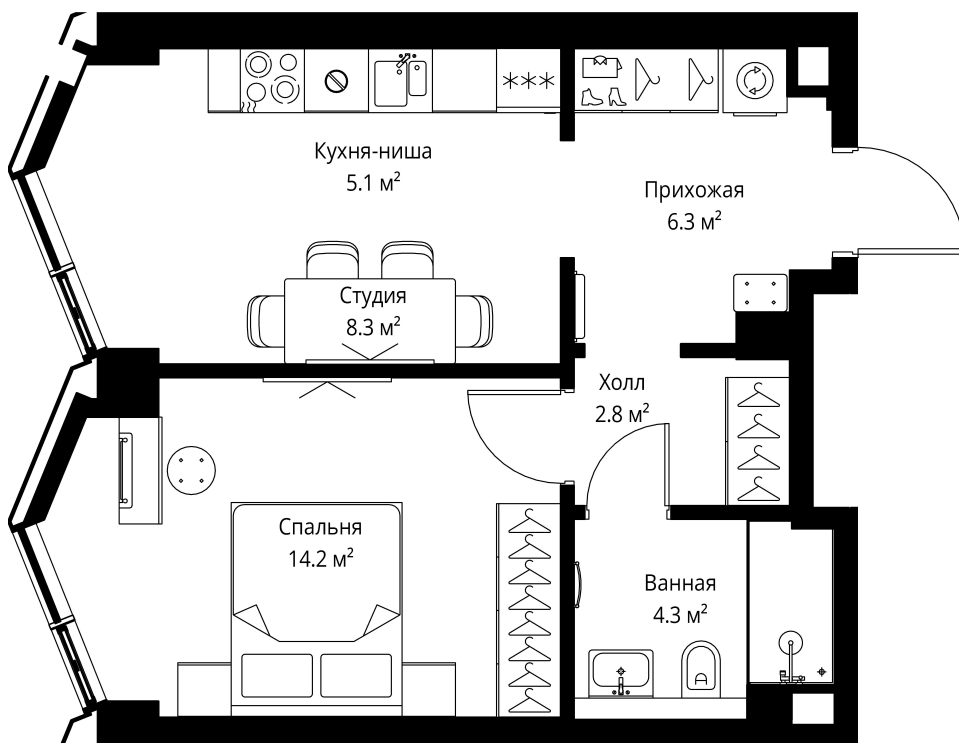 Кухня-ниша
5.1 м²
Прихожая
6.3 м²
Студия
8.3 м²
Холл
2.8 м²
Спальня
14.2 м²
Ванная
4.3 м²